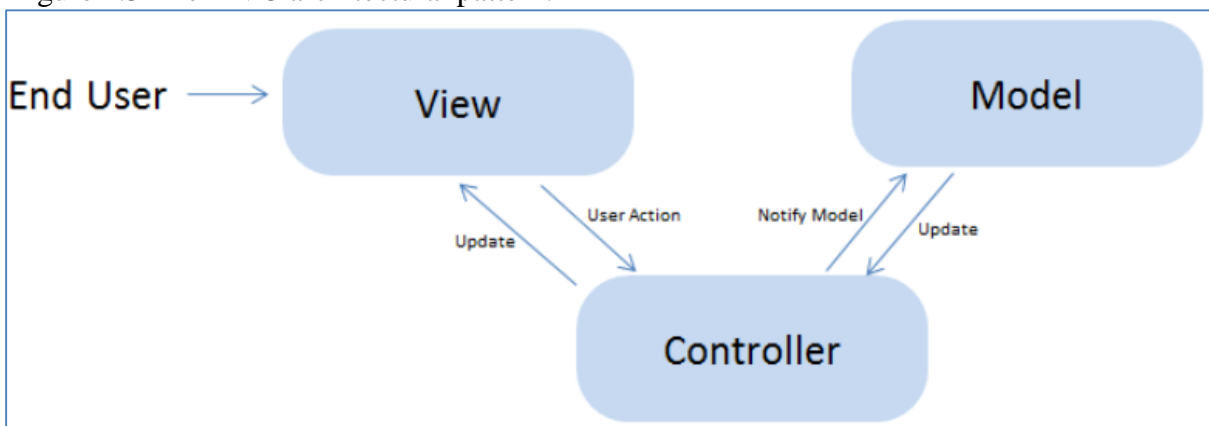 End User
View
Model
User Action
Notify Model
Update
Update
Controller